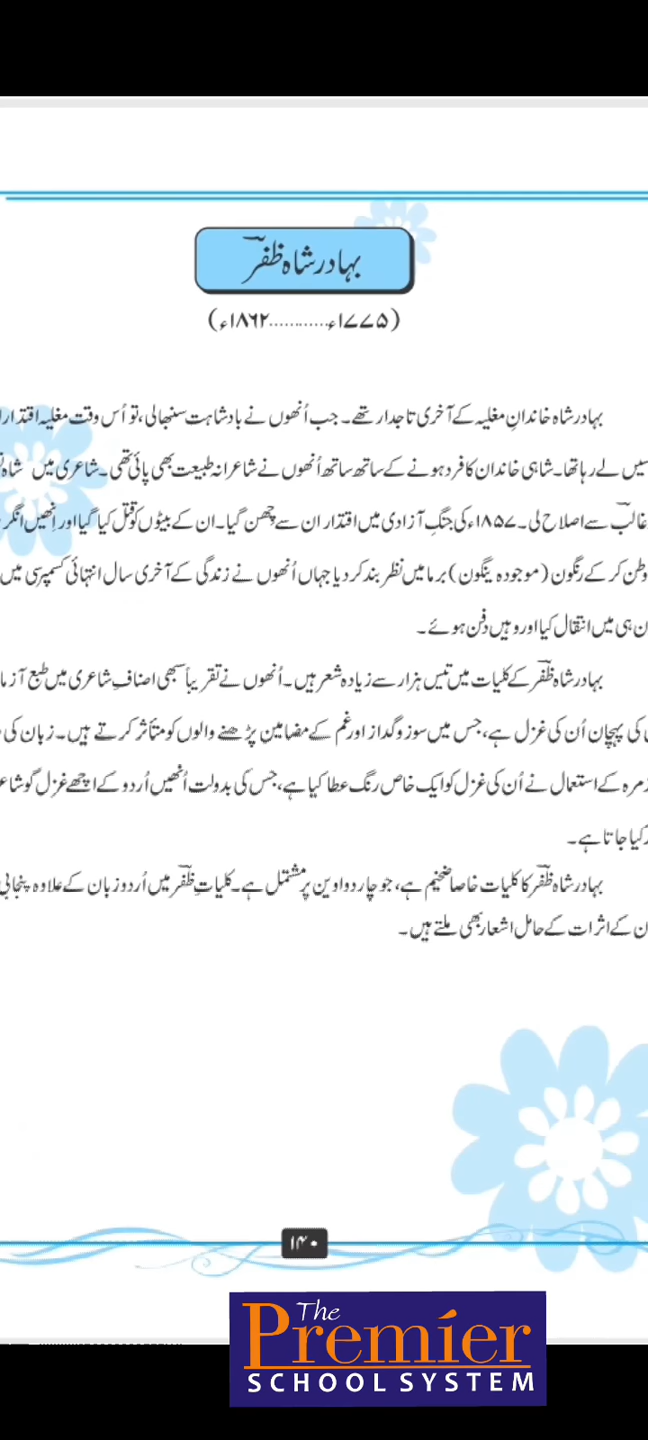 بہادر شاہ ظفرؔ
(۱۷۷۵ء............۱۸۶۲ء)
بہادر شاہ خاندانِ مغلیہ کے آخری تاجدار تھے۔ جب اُنھوں نے بادشاہت سنبھالی، تو اُس وقت مغلیہ اقتدار
سیں لے رہا تھا۔ شاہی خاندان کا فرد ہونے کے ساتھ ساتھ اُنھوں نے شاعرانہ طبیعت بھی پائی تھی۔ شاعری میں شاہ
غالبؔ سے اصلاح لی۔ ۱۸۵۷ء کی جنگِ آزادی میں اقتدار ان سے چھن گیا۔ ان کے بیٹوں کو قتل کیا گیا اور اِنھیں انگر
وطن کر کے رنگون (موجودہ ینگون) برما میں نظر بند کر دیا جہاں اُنھوں نے زندگی کے آخری سال انتہائی کسمپرسی میں
ن ہی میں انتقال کیا اور وہیں دفن ہوئے۔
بہادر شاہ ظفرؔ کے کلیات میں تیس ہزار سے زیادہ شعر ہیں۔ اُنھوں نے تقریباً سبھی اصنافِ شاعری میں طبع آزما
کی پہچان اُن کی غزل ہے، جس میں سوز و گداز اور غم کے مضامین پڑھنے والوں کو متأثر کرتے ہیں۔ زبان کی
زمرہ کے استعمال نے اُن کی غزل کو ایک خاص رنگ عطا کیا ہے، جس کی بدولت اُنھیں اُردو کے اچھے غزل گو شاع
کیا جاتا ہے۔
بہادر شاہ ظفرؔ کا کلیات خاصا ضخیم ہے، جو چار دواوین پر مشتمل ہے۔ کلیاتِ ظفرؔ میں اُردو زبان کے علاوہ پنجابی
ن کے اثرات کے حامل اشعار بھی ملتے ہیں۔
۱۴۰
The
Premier
SCHOOL SYSTEM